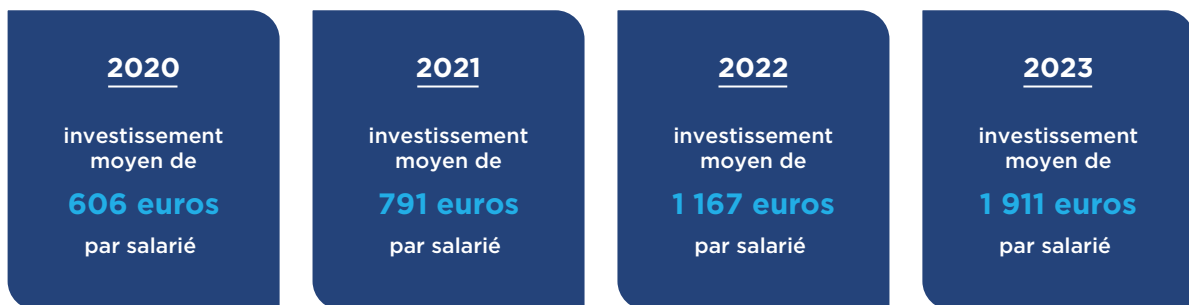 2020
investissement
moyen de
606 euros
par salarié
2021
investissement
moyen de
791 euros
par salarié
2022
investissement
moyen de
1 167 euros
par salarié
2023
investissement
moyen de
1 911 euros
par salarié